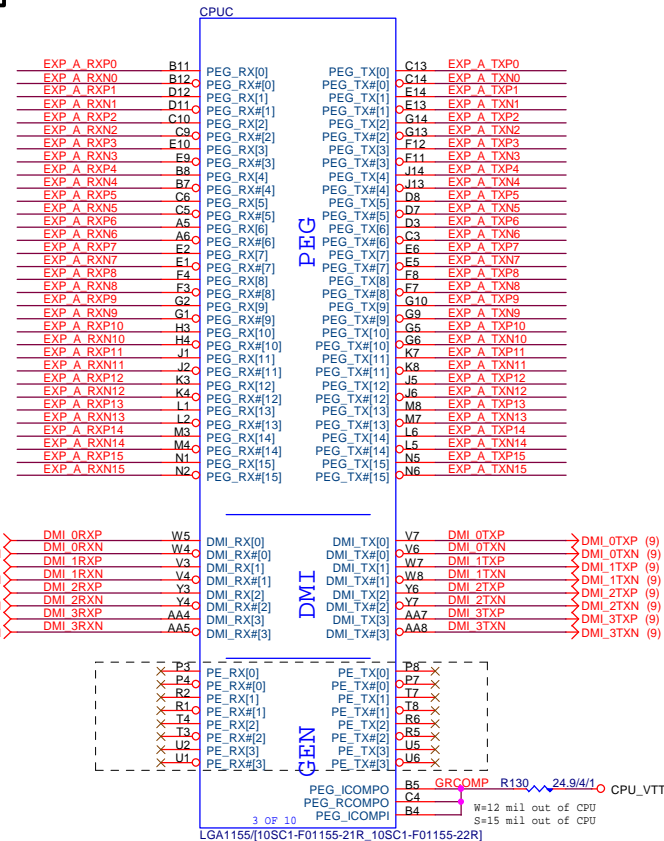 CPUC
EXP_A_RXP0 B11 PEG_RX[0] PEG_TX[0] C13 EXP_A_TXP0
EXP_A_RXN0 B12 PEG_RX#[0] PEG_TX#[0] C14 EXP_A_TXN0
EXP_A_RXP1 D12 PEG_RX[1] PEG_TX[1] E14 EXP_A_TXP1
EXP_A_RXN1 D11 PEG_RX#[1] PEG_TX#[1] E13 EXP_A_TXN1
EXP_A_RXP2 C10 PEG_RX[2] PEG_TX[2] G14 EXP_A_TXP2
EXP_A_RXN2 C9 PEG_RX#[2] PEG_TX#[2] G13 EXP_A_TXN2
EXP_A_RXP3 E10 PEG_RX[3] PEG_TX[3] F12 EXP_A_TXP3
EXP_A_RXN3 E9 PEG_RX#[3] PEG_TX#[3] F11 EXP_A_TXN3
EXP_A_RXP4 B8 PEG_RX[4] PEG_TX[4] J14 EXP_A_TXP4
EXP_A_RXN4 B7 PEG_RX#[4] PEG_TX#[4] J13 EXP_A_TXN4
EXP_A_RXP5 C6 PEG_RX[5] PEG_TX[5] D8 EXP_A_TXP5
EXP_A_RXN5 C5 PEG_RX#[5] PEG_TX#[5] D7 EXP_A_TXN5
EXP_A_RXP6 A5 PEG_RX[6] PEG_TX[6] D3 EXP_A_TXP6
EXP_A_RXN6 A6 PEG_RX#[6] PEG_TX#[6] C3 EXP_A_TXN6
EXP_A_RXP7 E2 PEG_RX[7] PEG_TX[7] E6 EXP_A_TXP7
EXP_A_RXN7 E1 PEG_RX#[7] PEG_TX#[7] E5 EXP_A_TXN7
EXP_A_RXP8 F4 PEG_RX[8] PEG_TX[8] F8 EXP_A_TXP8
EXP_A_RXN8 F3 PEG_RX#[8] PEG_TX#[8] F7 EXP_A_TXN8
EXP_A_RXP9 G2 PEG_RX[9] PEG_TX[9] G10 EXP_A_TXP9
EXP_A_RXN9 G1 PEG_RX#[9] PEG_TX#[9] G9 EXP_A_TXN9
EXP_A_RXP10 H3 PEG_RX[10] PEG_TX[10] G5 EXP_A_TXP10
EXP_A_RXN10 H4 PEG_RX#[10] PEG_TX#[10] G6 EXP_A_TXN10
EXP_A_RXP11 J1 PEG_RX[11] PEG_TX[11] K7 EXP_A_TXP11
EXP_A_RXN11 J2 PEG_RX#[11] PEG_TX#[11] K8 EXP_A_TXN11
EXP_A_RXP12 K3 PEG_RX[12] PEG_TX[12] J5 EXP_A_TXP12
EXP_A_RXN12 K4 PEG_RX#[12] PEG_TX#[12] J6 EXP_A_TXN12
EXP_A_RXP13 L1 PEG_RX[13] PEG_TX[13] M8 EXP_A_TXP13
EXP_A_RXN13 L2 PEG_RX#[13] PEG_TX#[13] M7 EXP_A_TXN13
EXP_A_RXP14 M3 PEG_RX[14] PEG_TX[14] L6 EXP_A_TXP14
EXP_A_RXN14 M4 PEG_RX#[14] PEG_TX#[14] L5 EXP_A_TXN14
EXP_A_RXP15 N1 PEG_RX[15] PEG_TX[15] N5 EXP_A_TXP15
EXP_A_RXN15 N2 PEG_RX#[15] PEG_TX#[15] N6 EXP_A_TXN15
PEG
DMI_0RXP W5 DMI_RX[0] DMI_TX[0] V7 DMI_0TXP DMI_0TXP (9)
DMI_0RXN W4 DMI_RX#[0] DMI_TX#[0] V6 DMI_0TXN DMI_0TXN (9)
DMI_1RXP V3 DMI_RX[1] DMI_TX[1] W7 DMI_1TXP DMI_1TXP (9)
DMI_1RXN V4 DMI_RX#[1] DMI_TX#[1] W8 DMI_1TXN DMI_1TXN (9)
DMI_2RXP Y3 DMI_RX[2] DMI_TX[2] Y6 DMI_2TXP DMI_2TXP (9)
DMI_2RXN Y4 DMI_RX#[2] DMI_TX#[2] Y7 DMI_2TXN DMI_2TXN (9)
DMI_3RXP AA4 DMI_RX[3] DMI_TX[3] AA7 DMI_3TXP DMI_3TXP (9)
DMI_3RXN AA5 DMI_RX#[3] DMI_TX#[3] AA8 DMI_3TXN DMI_3TXN (9)
DMI
P3 PE_RX[0] PE_TX[0] P8
P4 PE_RX#[0] PE_TX#[0] P7
R2 PE_RX[1] PE_TX[1] T7
R1 PE_RX#[1] PE_TX#[1] T8
T4 PE_RX[2] PE_TX[2] R6
T3 PE_RX#[2] PE_TX#[2] R5
U2 PE_RX[3] PE_TX[3] U5
U1 PE_RX#[3] PE_TX#[3] U6
GEN
PEG_ICOMPO B5 GRCOMP R130 24.9/4/1 CPU_VTT
PEG_RCOMPO C4
PEG_ICOMPI B4
W=12 mil out of CPU
S=15 mil out of CPU
3 OF 10
LGA1155/[10SC1-F01155-21R_10SC1-F01155-22R]